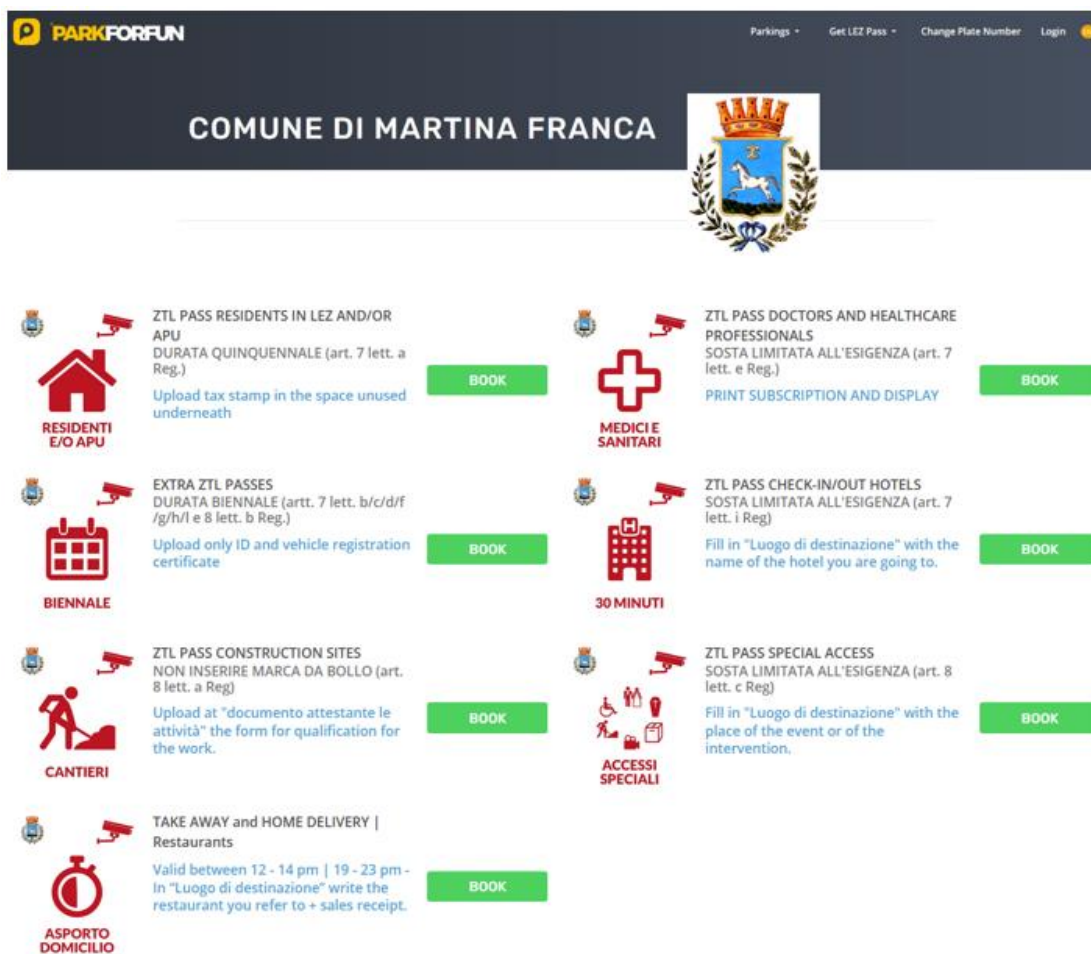 PARKFORFUN
Parkings
Get LEZ Pass
Change Plate Number
Login
COMUNE DI MARTINA FRANCA
ZTL PASS RESIDENTS IN LEZ AND/OR
APU
DURATA QUINQUENNALE (art. 7 lett. a
Reg.)
Upload tax stamp in the space unused
underneath
RESIDENTI
E/O APU
BOOK
ZTL PASS DOCTORS AND HEALTHCARE
PROFESSIONALS
SOSTA LIMITATA ALL'ESIGENZA (art. 7
lett. e Reg.)
PRINT SUBSCRIPTION AND DISPLAY
MEDICI E
SANITARI
BOOK
EXTRA ZTL PASSES
DURATA BIENNALE (artt. 7 lett. b/c/d/f
/g/h/l e 8 lett. b Reg.)
Upload only ID and vehicle registration
certificate
BIENNALE
BOOK
ZTL PASS CHECK-IN/OUT HOTELS
SOSTA LIMITATA ALL'ESIGENZA (art. 7
lett. i Reg)
Fill in "Luogo di destinazione" with the
name of the hotel you are going to.
H
30 MINUTI
BOOK
ZTL PASS CONSTRUCTION SITES
NON INSERIRE MARCA DA BOLLO (art.
8 lett. a Reg)
Upload at "documento attestante le
attività" the form for qualification for
the work.
CANTIERI
BOOK
ZTL PASS SPECIAL ACCESS
SOSTA LIMITATA ALL'ESIGENZA (art. 8
lett. c Reg)
Fill in "Luogo di destinazione" with the
place of the event or of the
intervention.
ACCESSI
SPECIALI
BOOK
TAKE AWAY and HOME DELIVERY |
Restaurants
Valid between 12 - 14 pm | 19 - 23 pm -
In "Luogo di destinazione" write the
restaurant you refer to + sales receipt.
ASPORTO
DOMICILIO
BOOK